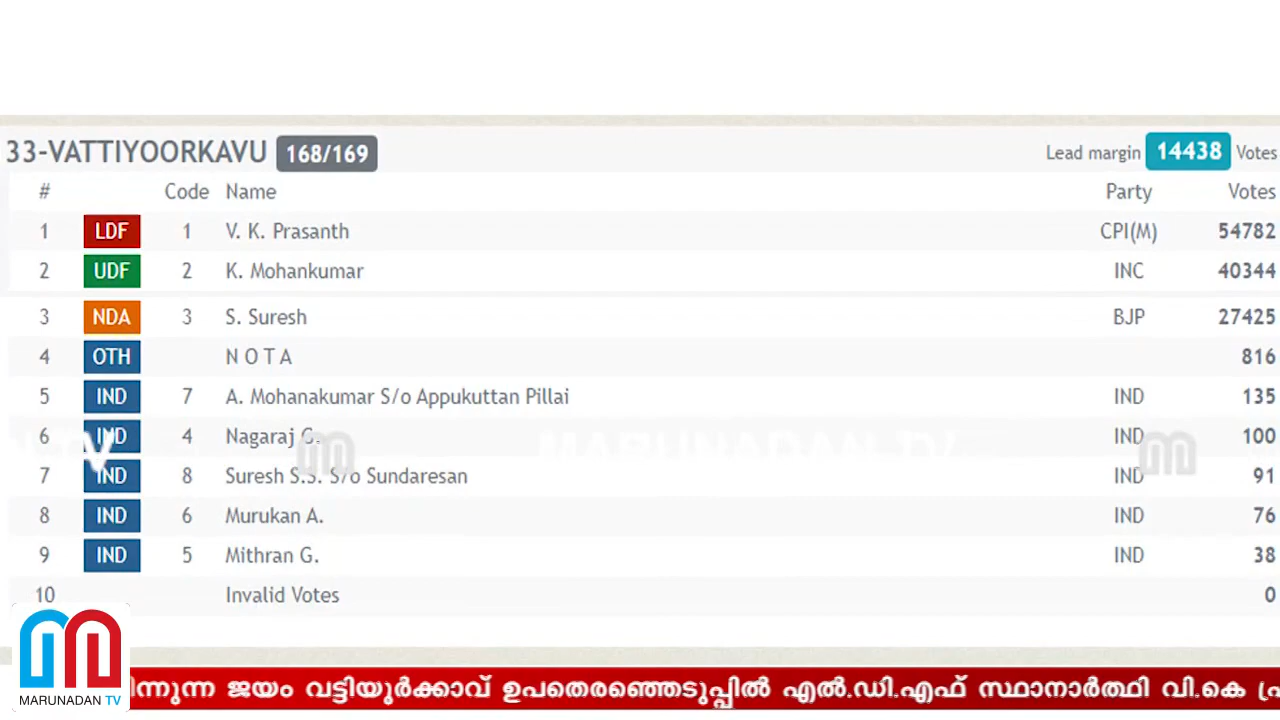 33-VATTIYOORKAVU 168/169 Lead margin 14438 Votes
# Code Name Party Votes
1 LDF 1 V. K. Prasanth CPI(M) 54782
2 UDF 2 K. Mohankumar INC 40344
3 NDA 3 S. Suresh BJP 27425
4 OTH N O T A 816
5 IND 7 A. Mohanakumar S/o Appukuttan Pillai IND 135
6 IND 4 Nagaraj G. IND 100
7 IND 8 Suresh S.S. S/o Sundaresan IND 91
8 IND 6 Murukan A. IND 76
9 IND 5 Mithran G. IND 38
10 Invalid Votes 0
MARUNADAN TV
MARUNADAN TV
ജയം വട്ടിയൂർക്കാവ് ഉപതെരഞ്ഞെടുപ്പിൽ എൽ.ഡി.എഫ് സ്ഥാനാർത്ഥി വി.കെ